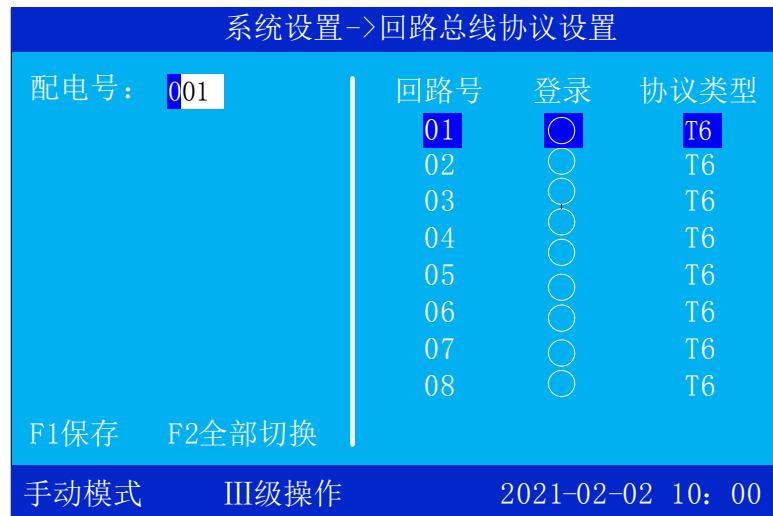 系统设置->回路总线协议设置
配电号： 001
回路号 登录 协议类型
01 ○ T6
02 ○ T6
03 ○ T6
04 ○ T6
05 ○ T6
06 ○ T6
07 ○ T6
08 ○ T6
F1保存 F2全部切换
手动模式 III级操作 2021-02-02 10：00